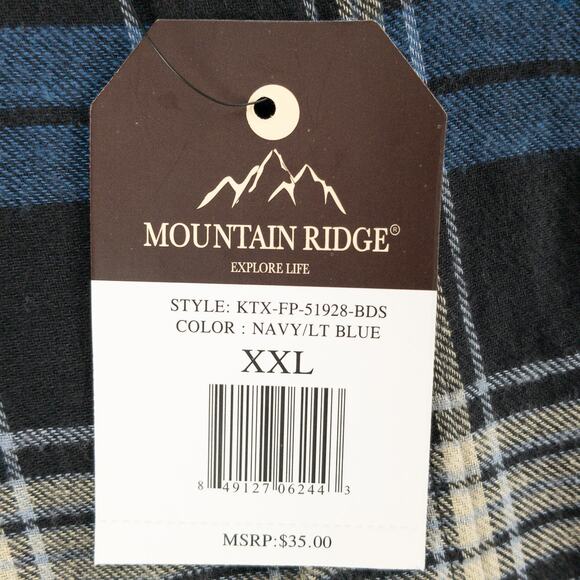 MOUNTAIN RIDGE®
EXPLORE LIFE
STYLE: KTX-FP-51928-BDS
COLOR : NAVY/LT BLUE
XXL
8 49127 06244 3
MSRP:$35.00